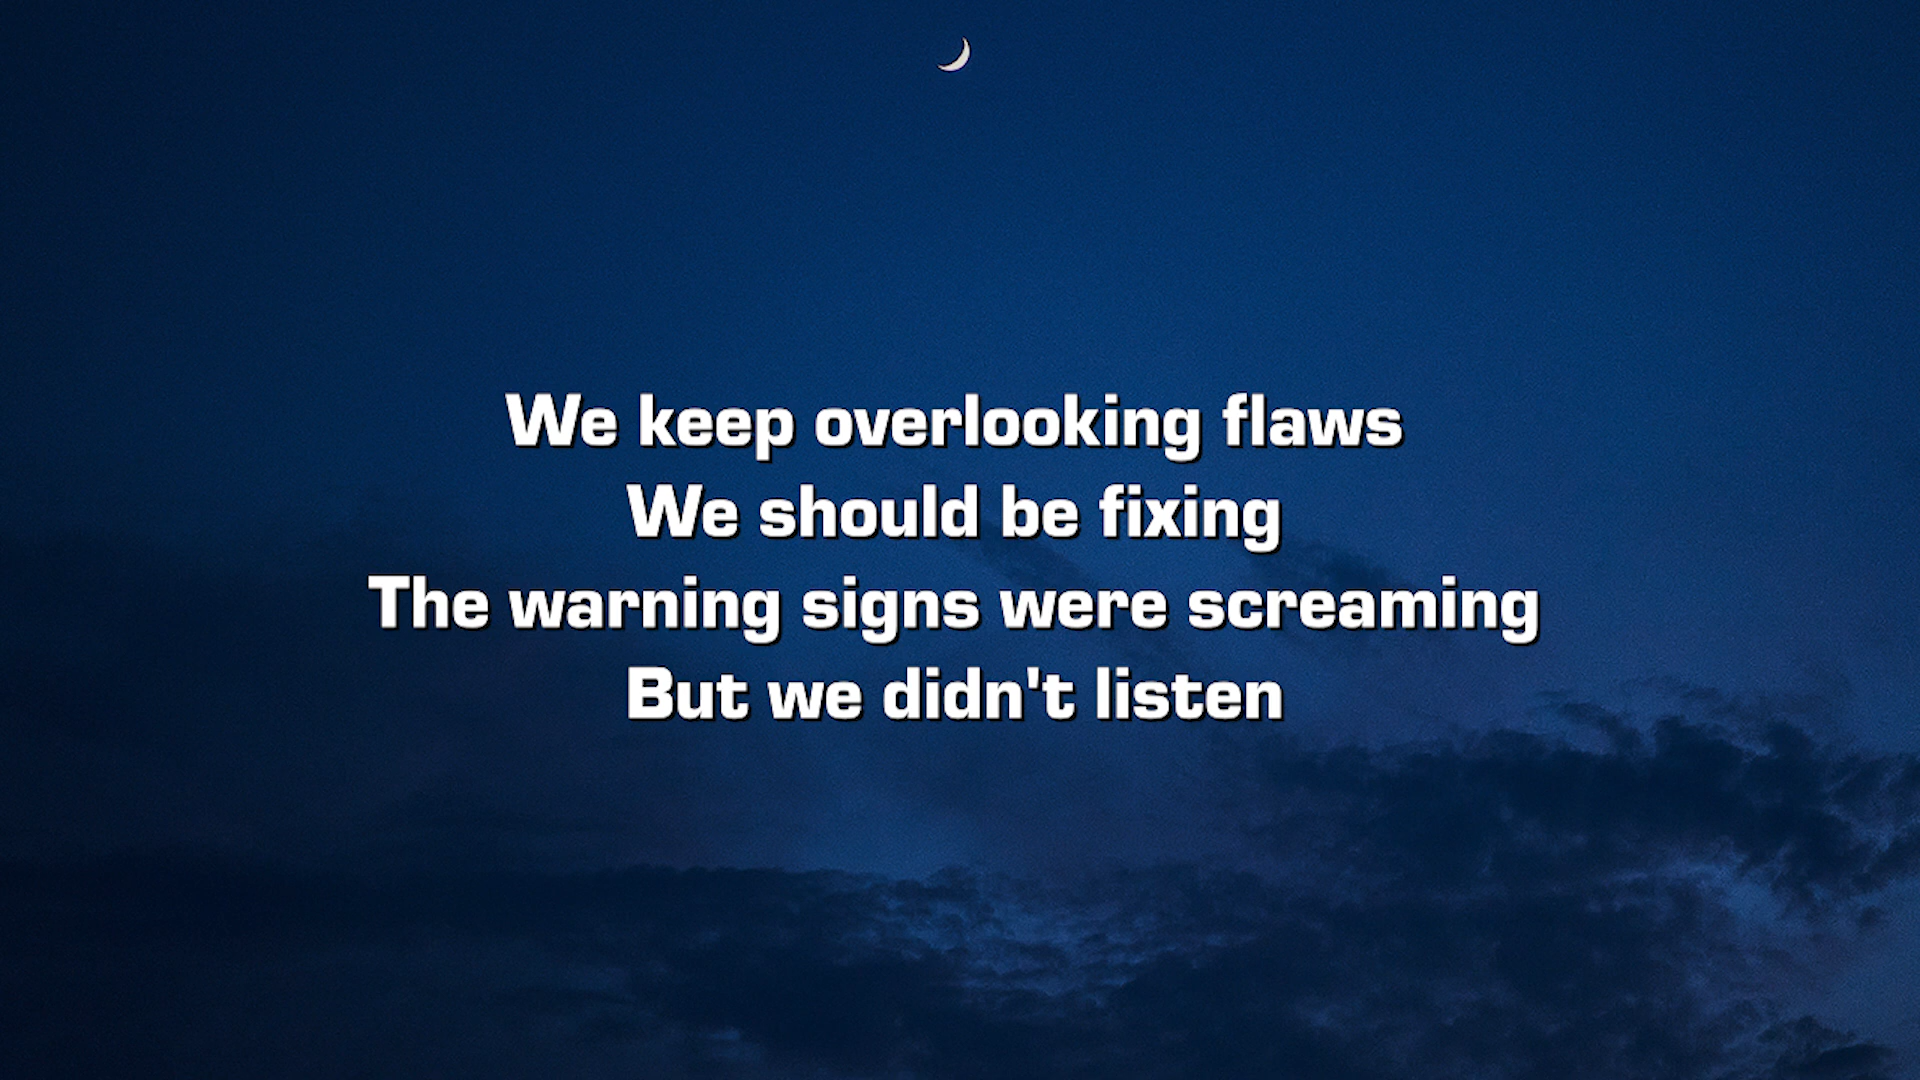 We keep overlooking flaws
We should be fixing
The warning signs were screaming
But we didn't listen